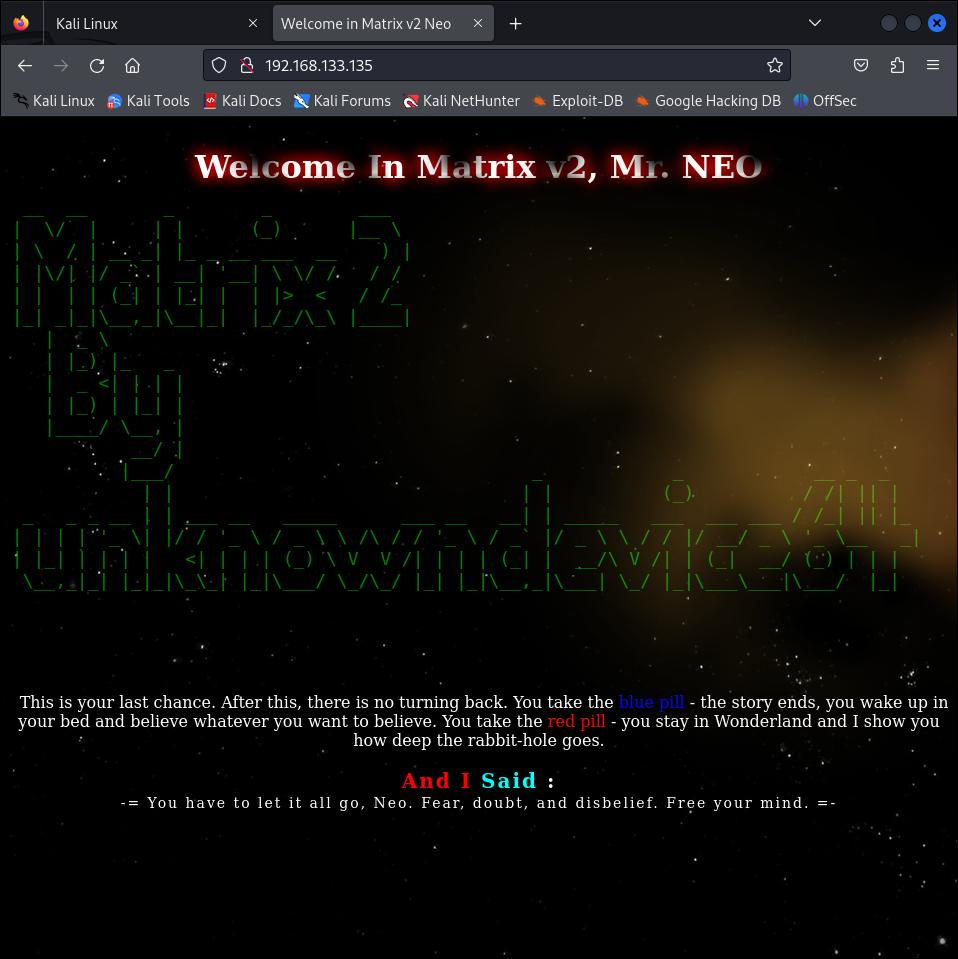 Kali Linux
Welcome in Matrix v2 Neo
192.168.133.135
Kali Linux Kali Tools Kali Docs Kali Forums Kali NetHunter Exploit-DB Google Hacking DB OffSec
Welcome In Matrix v2, Mr. NEO
Matrix2
By
unknowndevice64
This is your last chance. After this, there is no turning back. You take the blue pill - the story ends, you wake up in
your bed and believe whatever you want to believe. You take the red pill - you stay in Wonderland and I show you
how deep the rabbit-hole goes.
And I Said :
-= You have to let it all go, Neo. Fear, doubt, and disbelief. Free your mind. =-